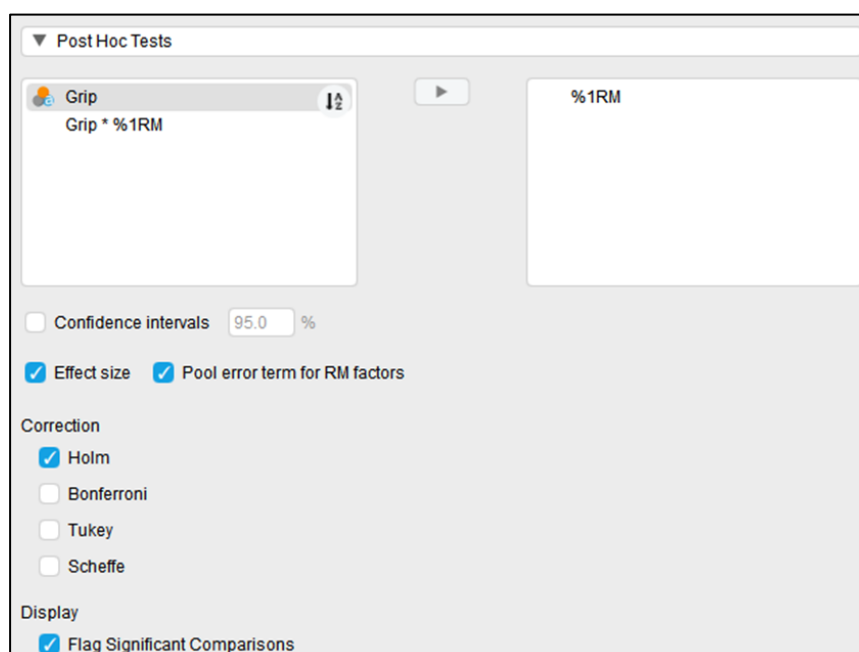 Post Hoc Tests
Grip
Grip * %1RM
%1RM
Confidence intervals 95.0 %
Effect size Pool error term for RM factors
Correction
Holm
Bonferroni
Tukey
Scheffe
Display
Flag Significant Comparisons